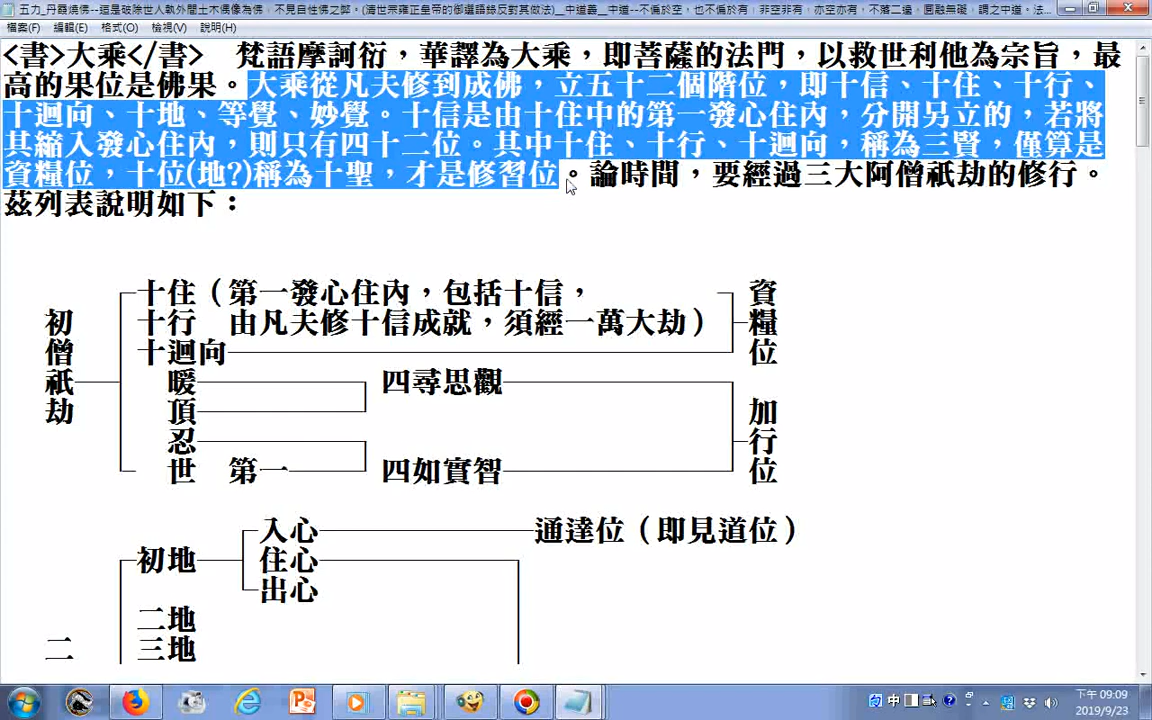 五力_丹霞燒佛--這是破除世人執外間土木偶像為佛，不見自性佛之弊。(清世宗雍正皇帝的御選語錄反對其做法)__中道義__中道--不偏於空，也不偏於有，非空非有，亦空亦有，不落二邊，圓融無礙，謂之中道。法...
檔案(F) 編輯(E) 格式(O) 檢視(V) 說明(H)
<書>大乘</書>　梵語摩訶衍，華譯為大乘，即菩薩的法門，以救世利他為宗旨，最
高的果位是佛果。大乘從凡夫修到成佛，立五十二個階位，即十信、十住、十行、
十迴向、十地、等覺、妙覺。十信是由十住中的第一發心住內，分開另立的，若將
其縮入發心住內，則只有四十二位。其中十住、十行、十迴向，稱為三賢，僅算是
資糧位，十位(地?)稱為十聖，才是修習位。論時間，要經過三大阿僧祇劫的修行。
茲列表說明如下：
初僧祇劫
十住（第一發心住內，包括十信，
十行　由凡夫修十信成就，須經一萬大劫）
十迴向
資糧位
暖
頂
四尋思觀
忍
世　第一
四如實智
加行位
入心
通達位（即見道位）
初地
住心
出心
二地
二
三地
下午 09:09
2019/9/23